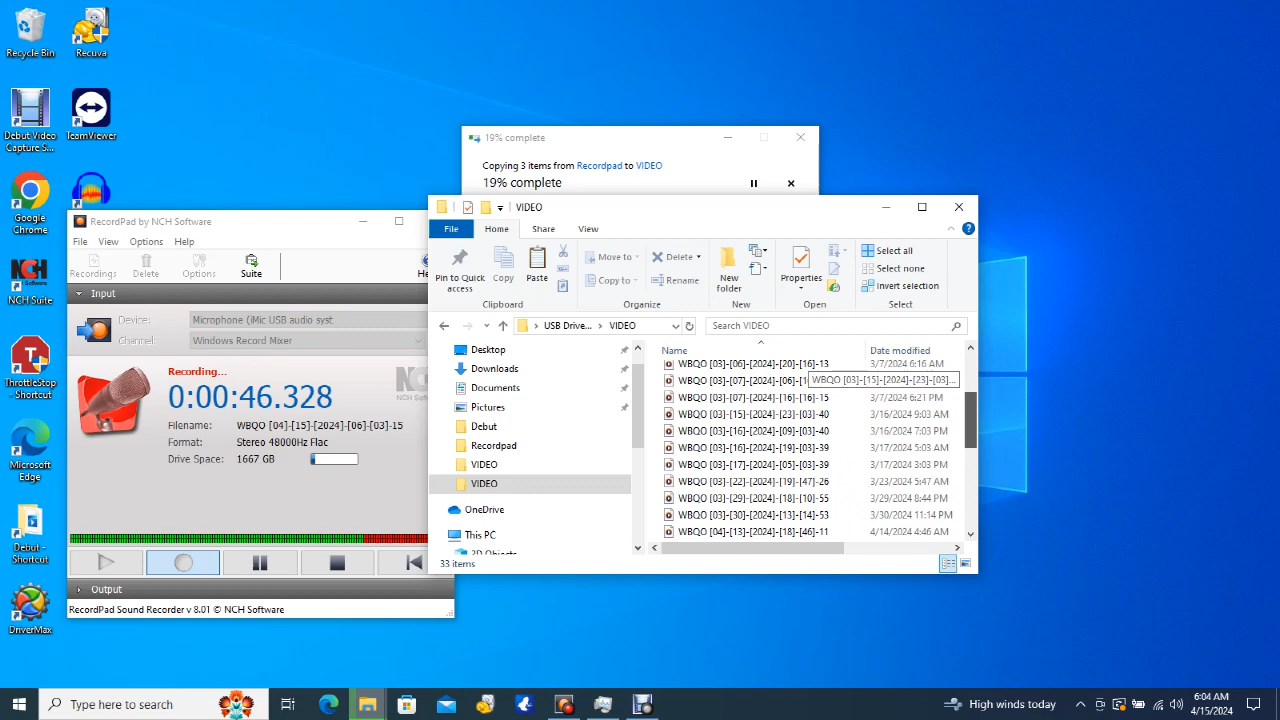 Recycle Bin
Recuva
Debut Video
Capture S...
TeamViewer
Google
Chrome
NCH
Software
NCH Suite
ThrottleStop
- Shortcut
Microsoft
Edge
Debut -
Shortcut
DriverMax
19% complete
Copying 3 items from Recordpad to VIDEO
19% complete
RecordPad by NCH Software
File View Options Help
Recordings Delete Options Suite He
Input
Device: Microphone (iMic USB audio syst
Channel: Windows Record Mixer
Recording...
0:00:46.328
NCH
Filename: WBQO [04]-[15]-[2024]-[06]-[03]-15
Format: Stereo 48000Hz Flac
Drive Space: 1667 GB
Output
RecordPad Sound Recorder v 8.01 © NCH Software
VIDEO
File Home Share View
Pin to Quick
access
Copy
Paste
Clipboard
Move to
Copy to
Delete
Rename
Organize
New
folder
New
Properties
Open
Select all
Select none
Invert selection
Select
USB Drive... VIDEO
Search VIDEO
Desktop
Downloads
Documents
Pictures
Debut
Recordpad
VIDEO
VIDEO
OneDrive
This PC
3D Objects
Name Date modified
WBQO [03]-[06]-[2024]-[20]-[16]-13 3/7/2024 6:16 AM
WBQO [03]-[07]-[2024]-[06]-[1
WBQO [03]-[15]-[2024]-[23]-[03]...
WBQO [03]-[07]-[2024]-[16]-[16]-15 3/7/2024 6:21 PM
WBQO [03]-[15]-[2024]-[23]-[03]-40 3/16/2024 9:03 AM
WBQO [03]-[16]-[2024]-[09]-[03]-40 3/16/2024 7:03 PM
WBQO [03]-[16]-[2024]-[19]-[03]-39 3/17/2024 5:03 AM
WBQO [03]-[17]-[2024]-[05]-[03]-39 3/17/2024 3:03 PM
WBQO [03]-[22]-[2024]-[19]-[47]-26 3/23/2024 5:47 AM
WBQO [03]-[29]-[2024]-[18]-[10]-55 3/29/2024 8:44 PM
WBQO [03]-[30]-[2024]-[13]-[14]-53 3/30/2024 11:14 PM
WBQO [04]-[13]-[2024]-[18]-[46]-11 4/14/2024 4:46 AM
33 items
Type here to search
High winds today
6:04 AM
4/15/2024